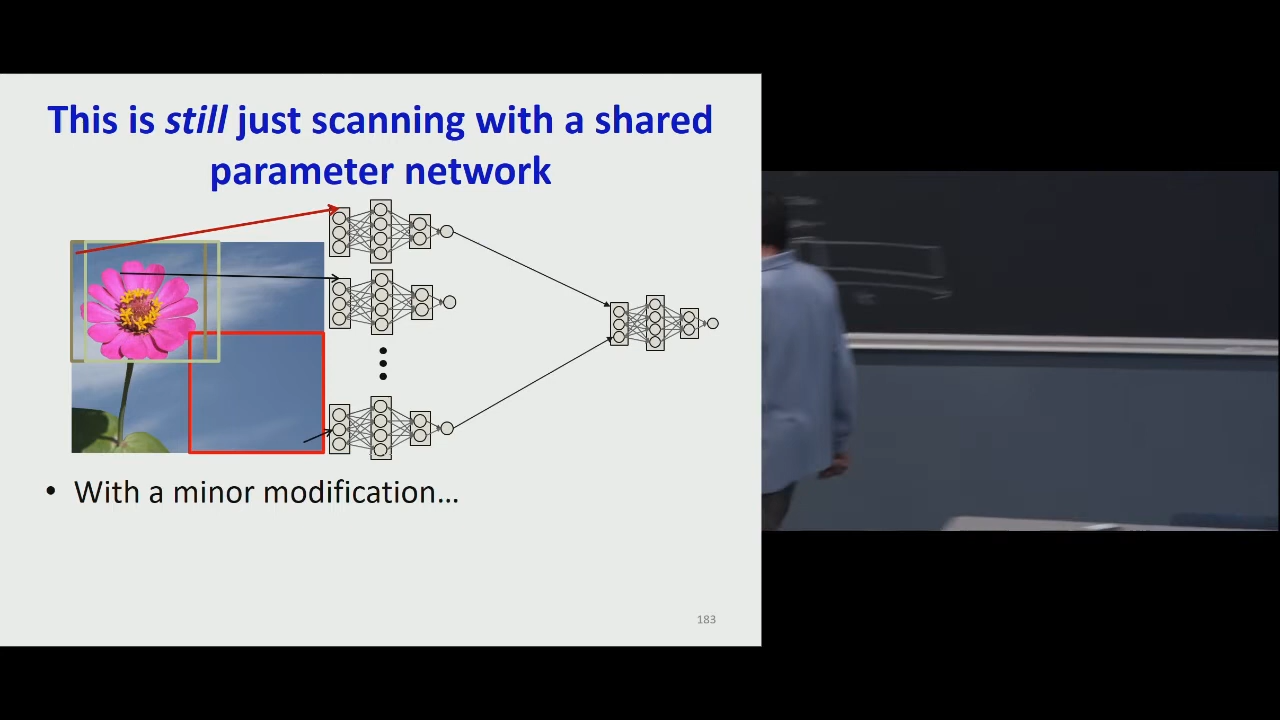 This is still just scanning with a shared
parameter network
• With a minor modification…
183